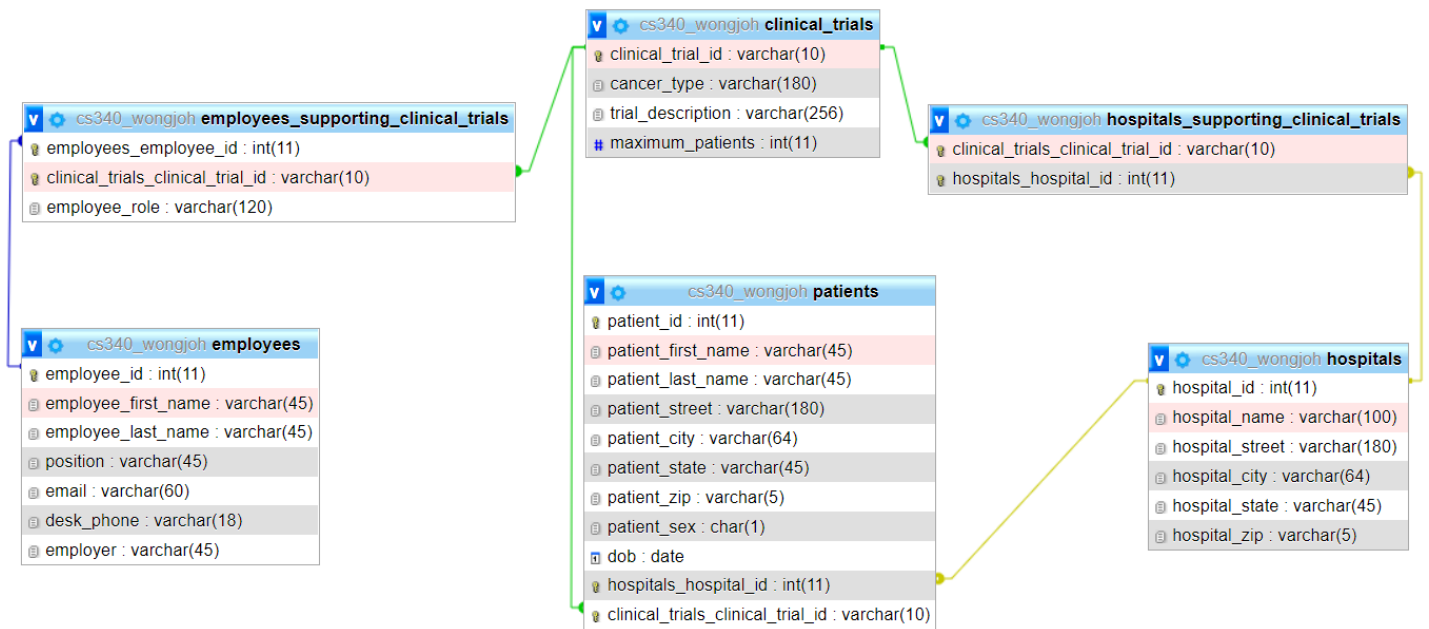 cs340_wongjoh clinical_trials
clinical_trial_id : varchar(10)
cancer_type : varchar(180)
trial_description : varchar(256)
# maximum_patients : int(11)
v cs340_wongjoh employees_supporting_clinical_trials
employees_employee_id : int(11)
clinical_trials_clinical_trial_id : varchar(10)
employee_role : varchar(120)
v cs340_wongjoh hospitals_supporting_clinical_trials
clinical_trials_clinical_trial_id : varchar(10)
hospitals_hospital_id : int(11)
v cs340_wongjoh employees
employee_id : int(11)
employee_first_name : varchar(45)
employee_last_name : varchar(45)
position : varchar(45)
email : varchar(60)
desk_phone : varchar(18)
employer : varchar(45)
v cs340_wongjoh patients
patient_id : int(11)
patient_first_name : varchar(45)
patient_last_name : varchar(45)
patient_street : varchar(180)
patient_city : varchar(64)
patient_state : varchar(45)
patient_zip : varchar(5)
patient_sex : char(1)
dob : date
hospitals_hospital_id : int(11)
clinical_trials_clinical_trial_id : varchar(10)
v cs340_wongjoh hospitals
hospital_id : int(11)
hospital_name : varchar(100)
hospital_street : varchar(180)
hospital_city : varchar(64)
hospital_state : varchar(45)
hospital_zip : varchar(5)